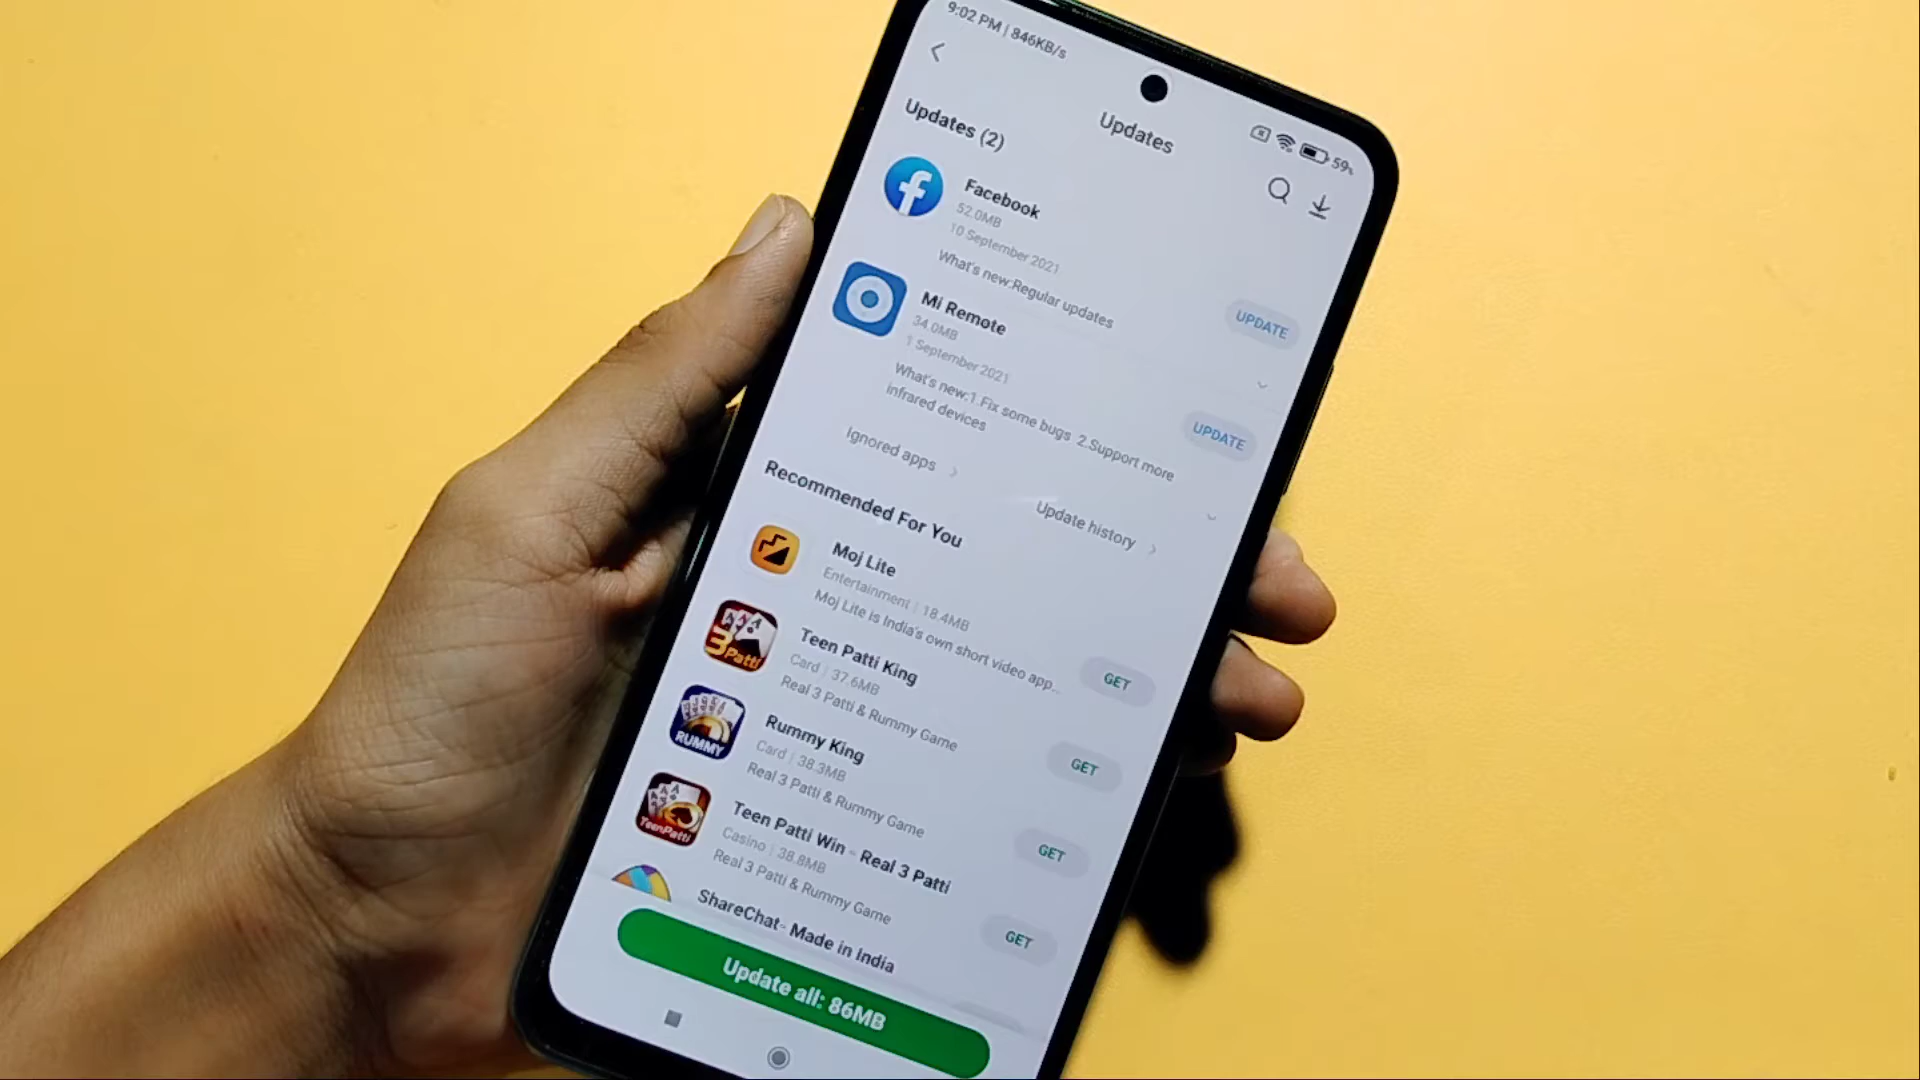 9:02 PM | 846KB/s
59%
Updates
Updates (2)
Facebook
52.0MB
10 September 2021
What's new:Regular updates
UPDATE
Mi Remote
34.0MB
1 September 2021
What's new:1.Fix some bugs 2.Support more
infrared devices
UPDATE
Ignored apps
Update history
Recommended For You
Moj Lite
Entertainment | 18.4MB
Moj Lite is India's own short video app...
GET
3Patti
Teen Patti King
Card | 37.6MB
Real 3 Patti & Rummy Game
GET
RUMMY
Rummy King
Card | 38.3MB
Real 3 Patti & Rummy Game
GET
TeenPatti
Teen Patti Win - Real 3 Patti
Casino | 38.8MB
Real 3 Patti & Rummy Game
GET
ShareChat- Made in India
Update all: 86MB